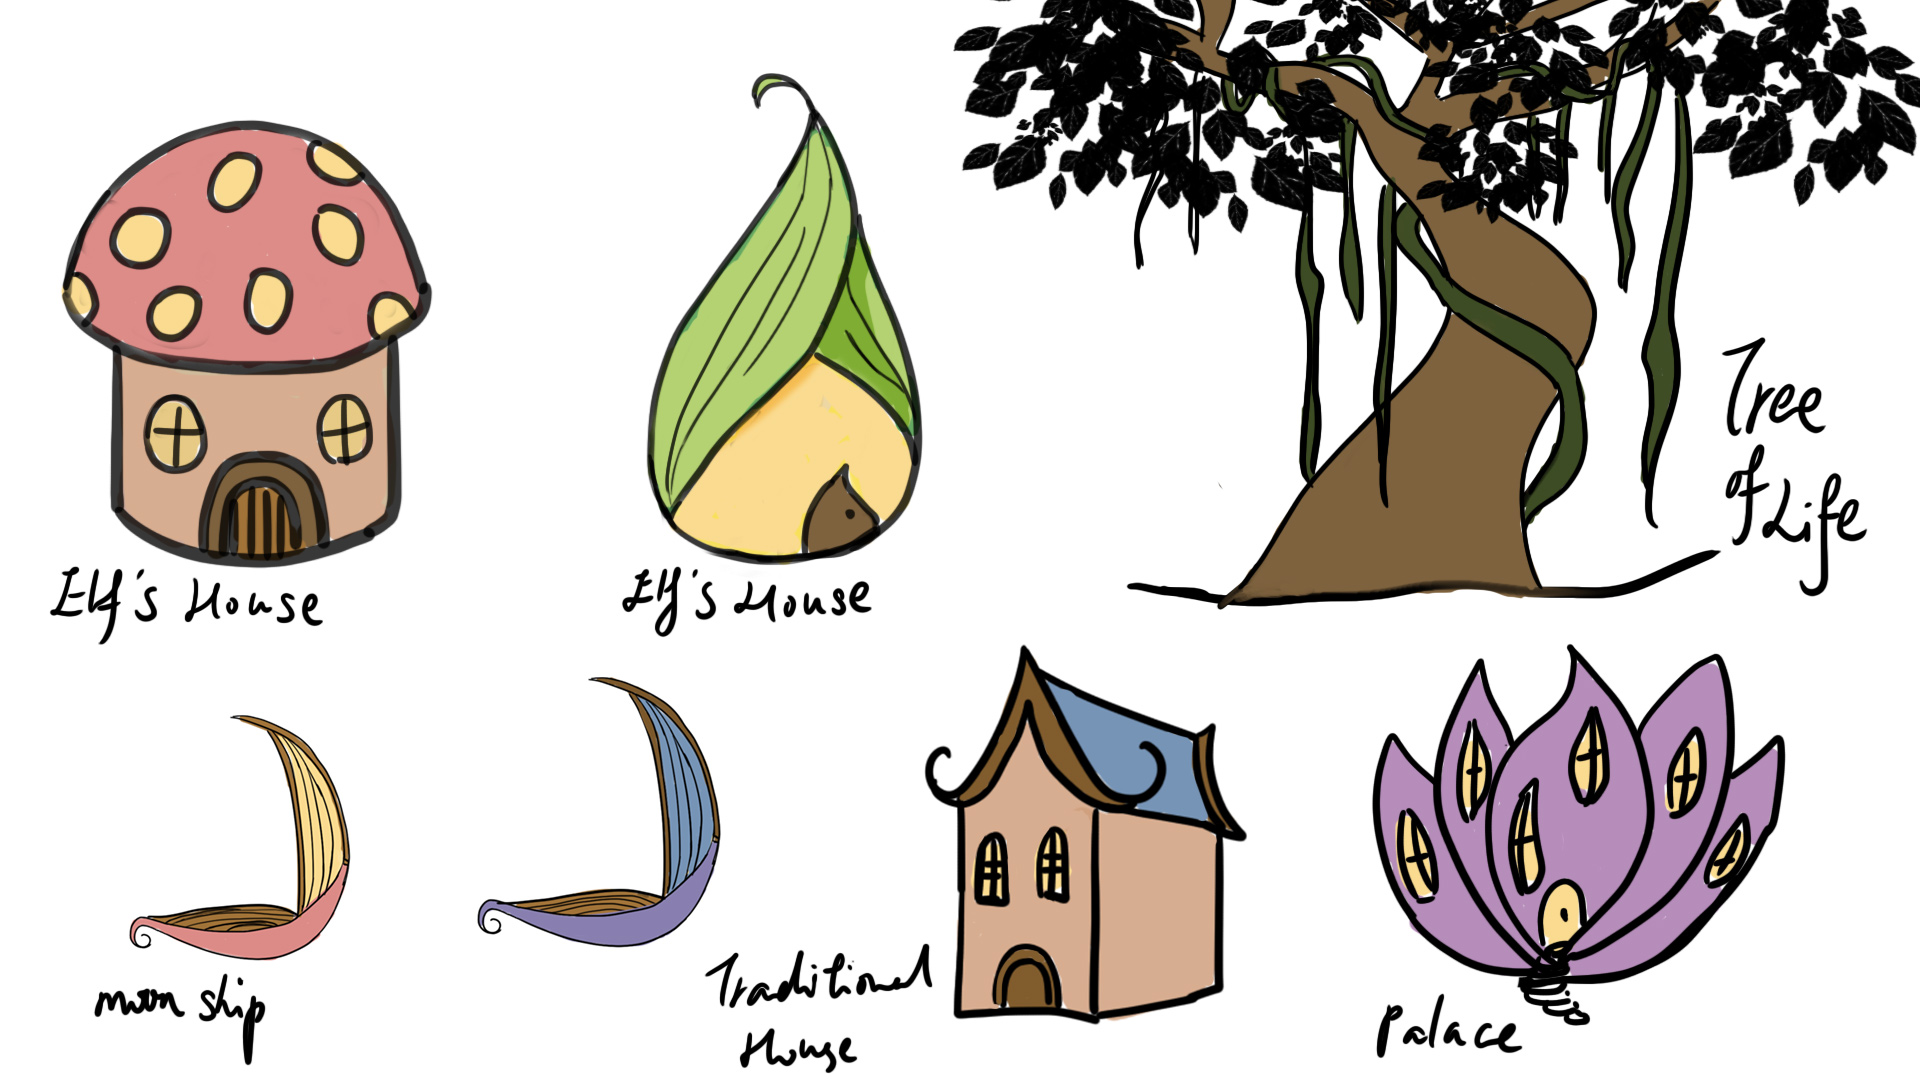 Elf's House
Elf's House
Tree
of Life
moon ship
Traditional
House
Palace